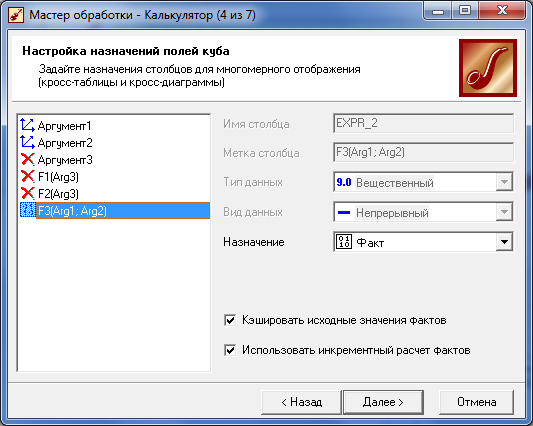 Мастер обработки - Калькулятор (4 из 7)
Настройка назначений полей куба
Задайте назначения столбцов для многомерного отображения
(кросс-таблицы и кросс-диаграммы)
Аргумент1
Аргумент2
Аргумент3
F1(Arg3)
F2(Arg3)
F3(Arg1; Arg2)
Имя столбца
EXPR_2
Метка столбца
F3(Arg1; Arg2)
Тип данных
9.0 Вещественный
Вид данных
Непрерывный
Назначение
Факт
Кэшировать исходные значения фактов
Использовать инкрементный расчет фактов
< Назад
Далее >
Отмена